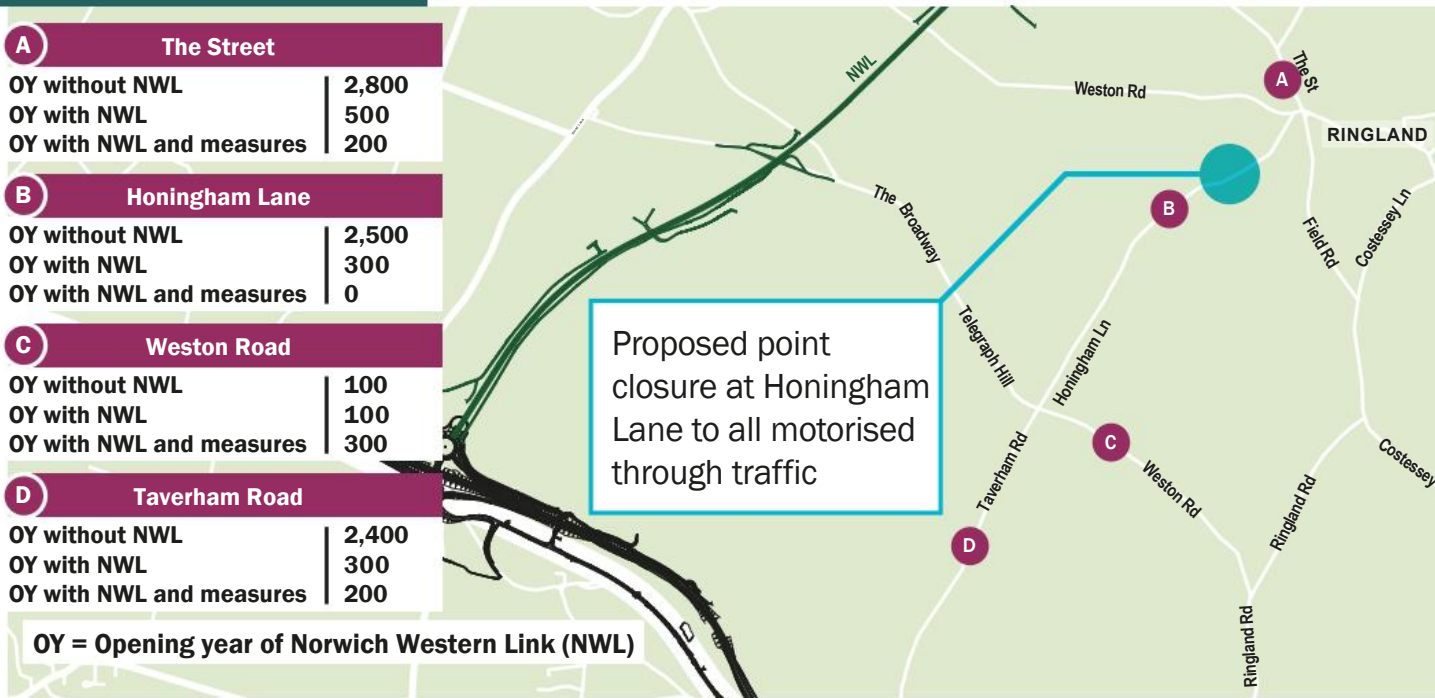 A
The Street
OY without NWL 2,800
OY with NWL 500
OY with NWL and measures 200
B
Honingham Lane
OY without NWL 2,500
OY with NWL 300
OY with NWL and measures 0
C
Weston Road
OY without NWL 100
OY with NWL 100
OY with NWL and measures 300
D
Taverham Road
OY without NWL 2,400
OY with NWL 300
OY with NWL and measures 200
OY = Opening year of Norwich Western Link (NWL)
NWL
Weston Rd
A
The St
RINGLAND
B
The Broadway
Field Rd
Costessey Ln
Proposed point
closure at Honingham
Lane to all motorised
through traffic
Telegraph Hill
Honingham Ln
C
Weston Rd
Costessey
Taverham Rd
D
Ringland Rd
Ringland Rd